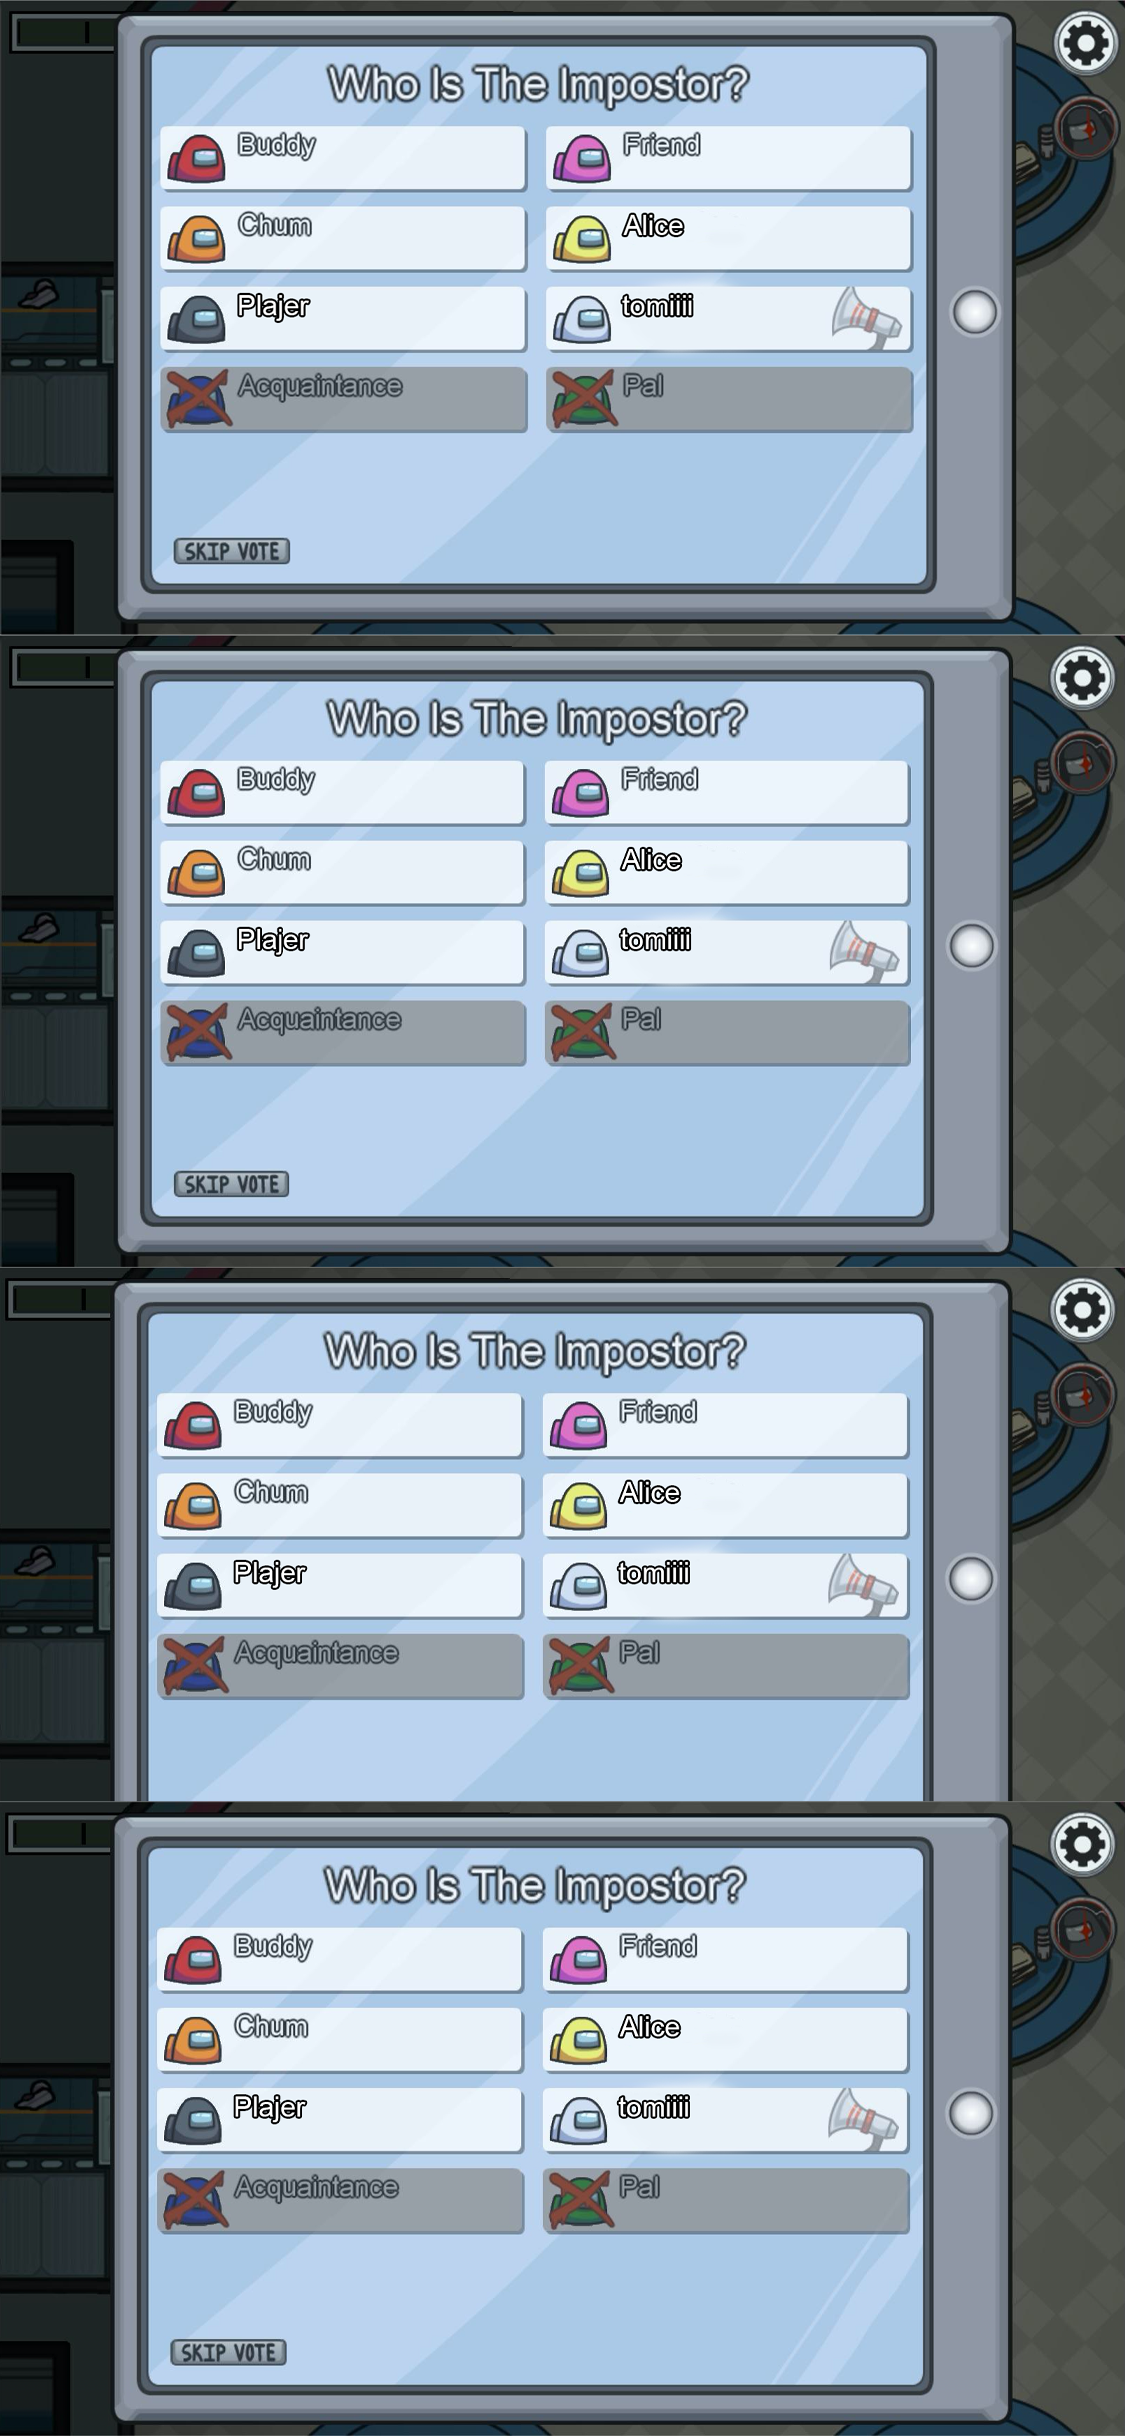 Who Is The Impostor?
Buddy
Friend
Chum
Alice
Plajer
tomiiii
Acquaintance
Pal
SKIP VOTE
Who Is The Impostor?
Buddy
Friend
Chum
Alice
Plajer
tomiiii
Acquaintance
Pal
SKIP VOTE
Who Is The Impostor?
Buddy
Friend
Chum
Alice
Plajer
tomiiii
Acquaintance
Pal
Who Is The Impostor?
Buddy
Friend
Chum
Alice
Plajer
tomiiii
Acquaintance
Pal
SKIP VOTE